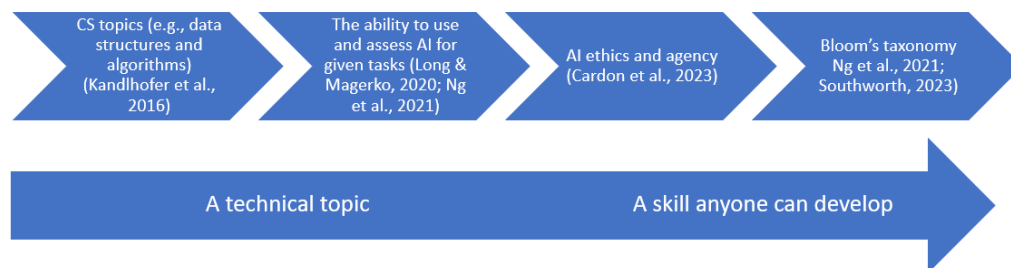 CS topics (e.g., data
structures and
algorithms)
(Kandlhofer et al.,
2016)
The ability to use
and assess AI for
given tasks (Long &
Magerko, 2020; Ng
et al., 2021)
AI ethics and agency
(Cardon et al., 2023)
Bloom's taxonomy
Ng et al., 2021;
Southworth, 2023)
A technical topic
A skill anyone can develop